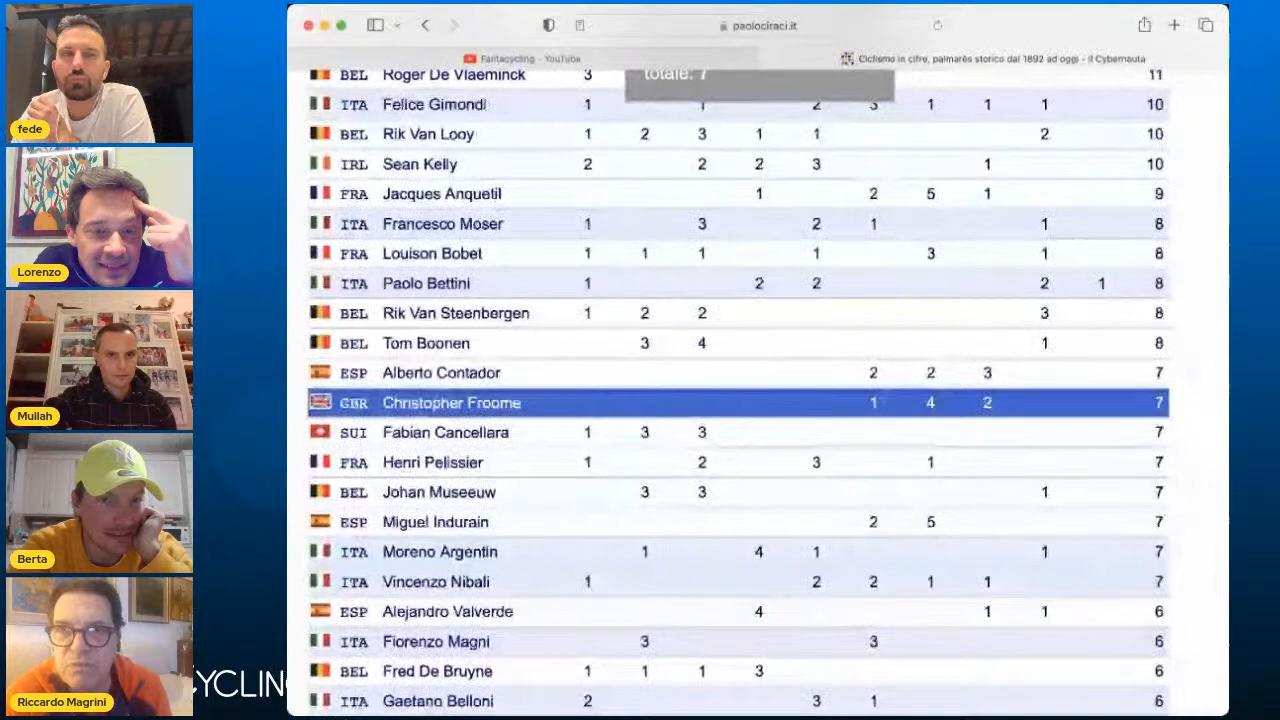 paolociraci.it
Fantacycling - YouTube
Ciclismo in cifre, palmarès storico dal 1892 ad oggi - Il Cybernauta
totale: 7
BEL Roger De Vlaeminck 3 11
ITA Felice Gimondi 1 1 2 3 1 1 1 10
BEL Rik Van Looy 1 2 3 1 1 2 10
IRL Sean Kelly 2 2 2 3 1 10
FRA Jacques Anquetil 1 2 5 1 9
ITA Francesco Moser 1 3 2 1 1 8
FRA Louison Bobet 1 1 1 1 3 1 8
ITA Paolo Bettini 1 2 2 2 1 8
BEL Rik Van Steenbergen 1 2 2 3 8
BEL Tom Boonen 3 4 1 8
ESP Alberto Contador 2 2 3 7
GBR Christopher Froome 1 4 2 7
SUI Fabian Cancellara 1 3 3 7
FRA Henri Pelissier 1 2 3 1 7
BEL Johan Museeuw 3 3 1 7
ESP Miguel Indurain 2 5 7
ITA Moreno Argentin 1 4 1 1 7
ITA Vincenzo Nibali 1 2 2 1 1 7
ESP Alejandro Valverde 4 1 1 6
ITA Fiorenzo Magni 3 3 6
BEL Fred De Bruyne 1 1 1 3 6
ITA Gaetano Belloni 2 3 1 6
fede
Lorenzo
Mullah
Berta
Riccardo Magrini
YCLIN